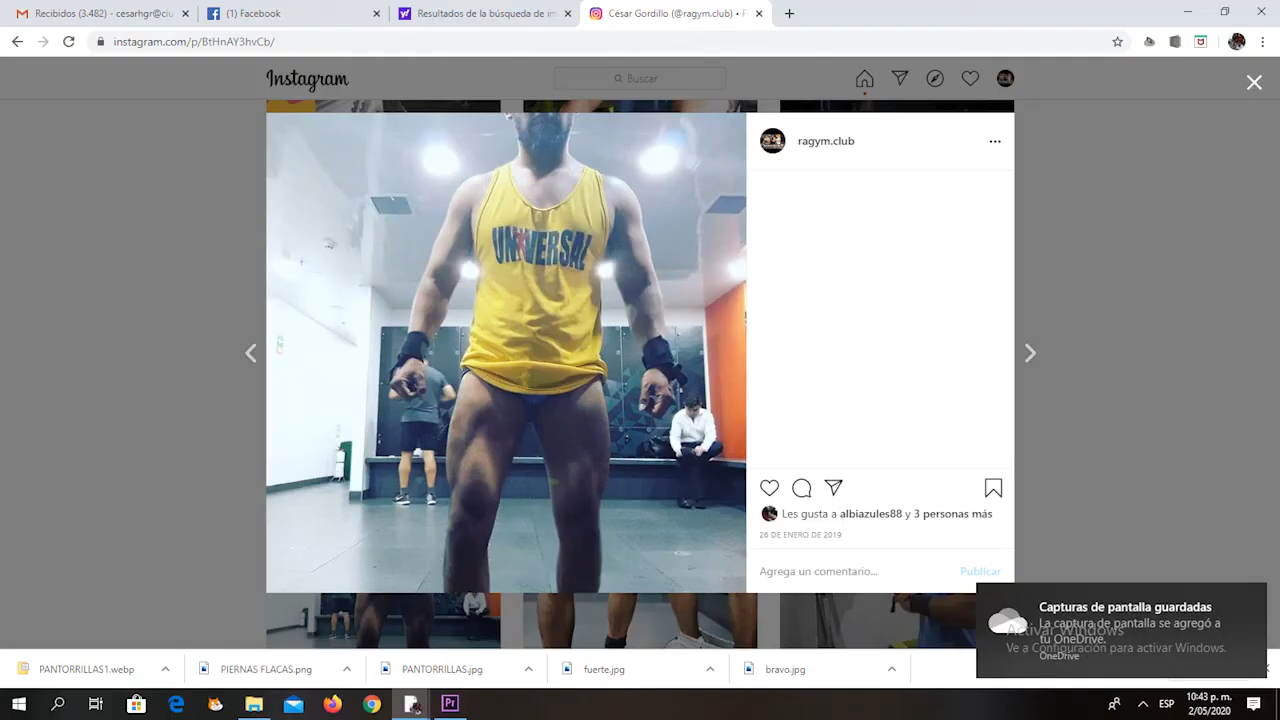 Recibidos (3.482) - cesarhgr@ciu
(1) Facebook
Resultados de la búsqueda de im
César Gordillo (@ragym.club) • F
instagram.com/p/BtHnAY3hvCb/
Instagram
Buscar
ragym.club
UNIVERSAL
Les gusta a albiazules88 y 3 personas más
26 DE ENERO DE 2019
Agrega un comentario...
Publicar
Capturas de pantalla guardadas
La captura de pantalla se agregó a
tu OneDrive.
OneDrive
Activar Windows
Ve a Configuración para activar Windows.
PANTORRILLAS1.webp
PIERNAS FLACAS.png
PANTORRILLAS.jpg
fuerte.jpg
bravo.jpg
Pr
ESP
10:43 p. m.
2/05/2020